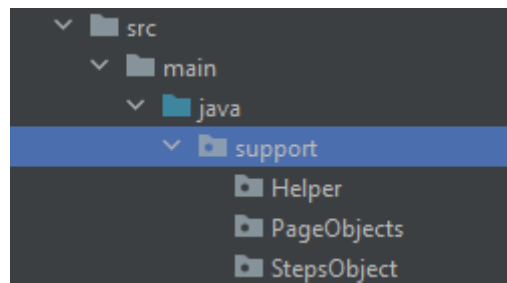 src
main
java
support
Helper
PageObjects
StepsObject